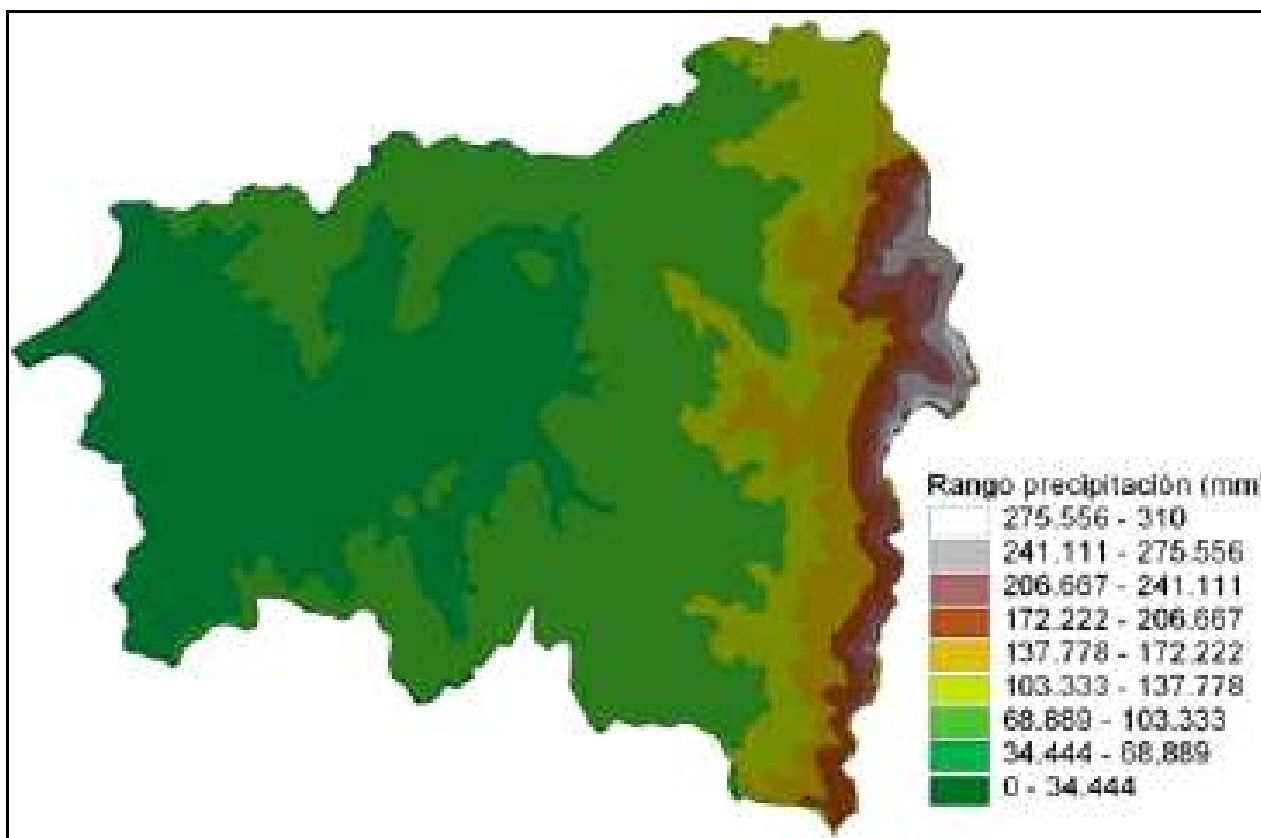 Rango precipitación (mm)
275.556 - 310
241.111 - 275.556
206.667 - 241.111
172.222 - 206.667
137.778 - 172.222
103.333 - 137.778
68.889 - 103.333
34.444 - 68.889
0 - 34.444